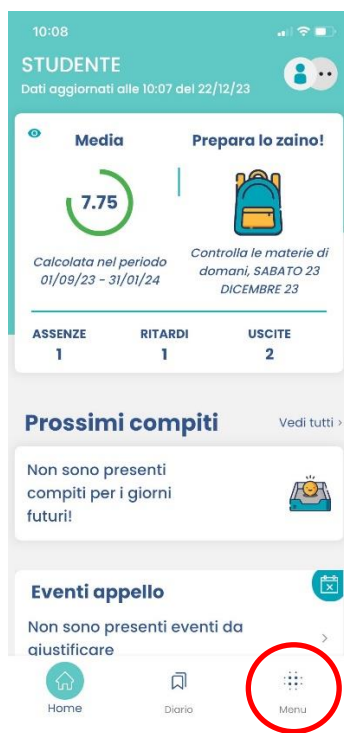 10:08
STUDENTE
Dati aggiornati alle 10:07 del 22/12/23
Media
7.75
Calcolata nel periodo
01/09/23 - 31/01/24
Prepara lo zaino!
Controlla le materie di
domani, SABATO 23
DICEMBRE 23
ASSENZE RITARDI USCITE
1 1 2
Prossimi compiti Vedi tutti >
Non sono presenti
compiti per i giorni
futuri!
Eventi appello
Non sono presenti eventi da
giustificare
Home Diario Menu